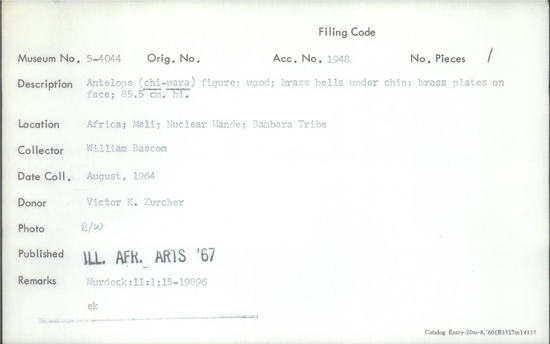 Filing Code
Museum No. 5-4044 Orig. No. Acc. No. 1948 No. Pieces /
Description Antelope (chi-wara) figure; wood; brass bells under chin; brass plates on
face; 85.5 cm. hi.
Location Africa; Mali; Nuclear Mande; Bambara Tribe
Collector William Bascom
Date Coll. August, 1964
Donor Victor K. Zurcher
Photo B/W
Published ILL. AFR. ARTS '67
Remarks Murdock:11:1;15-19896
ek
Catalog Entry-20m-8,'60(B3527m)4135